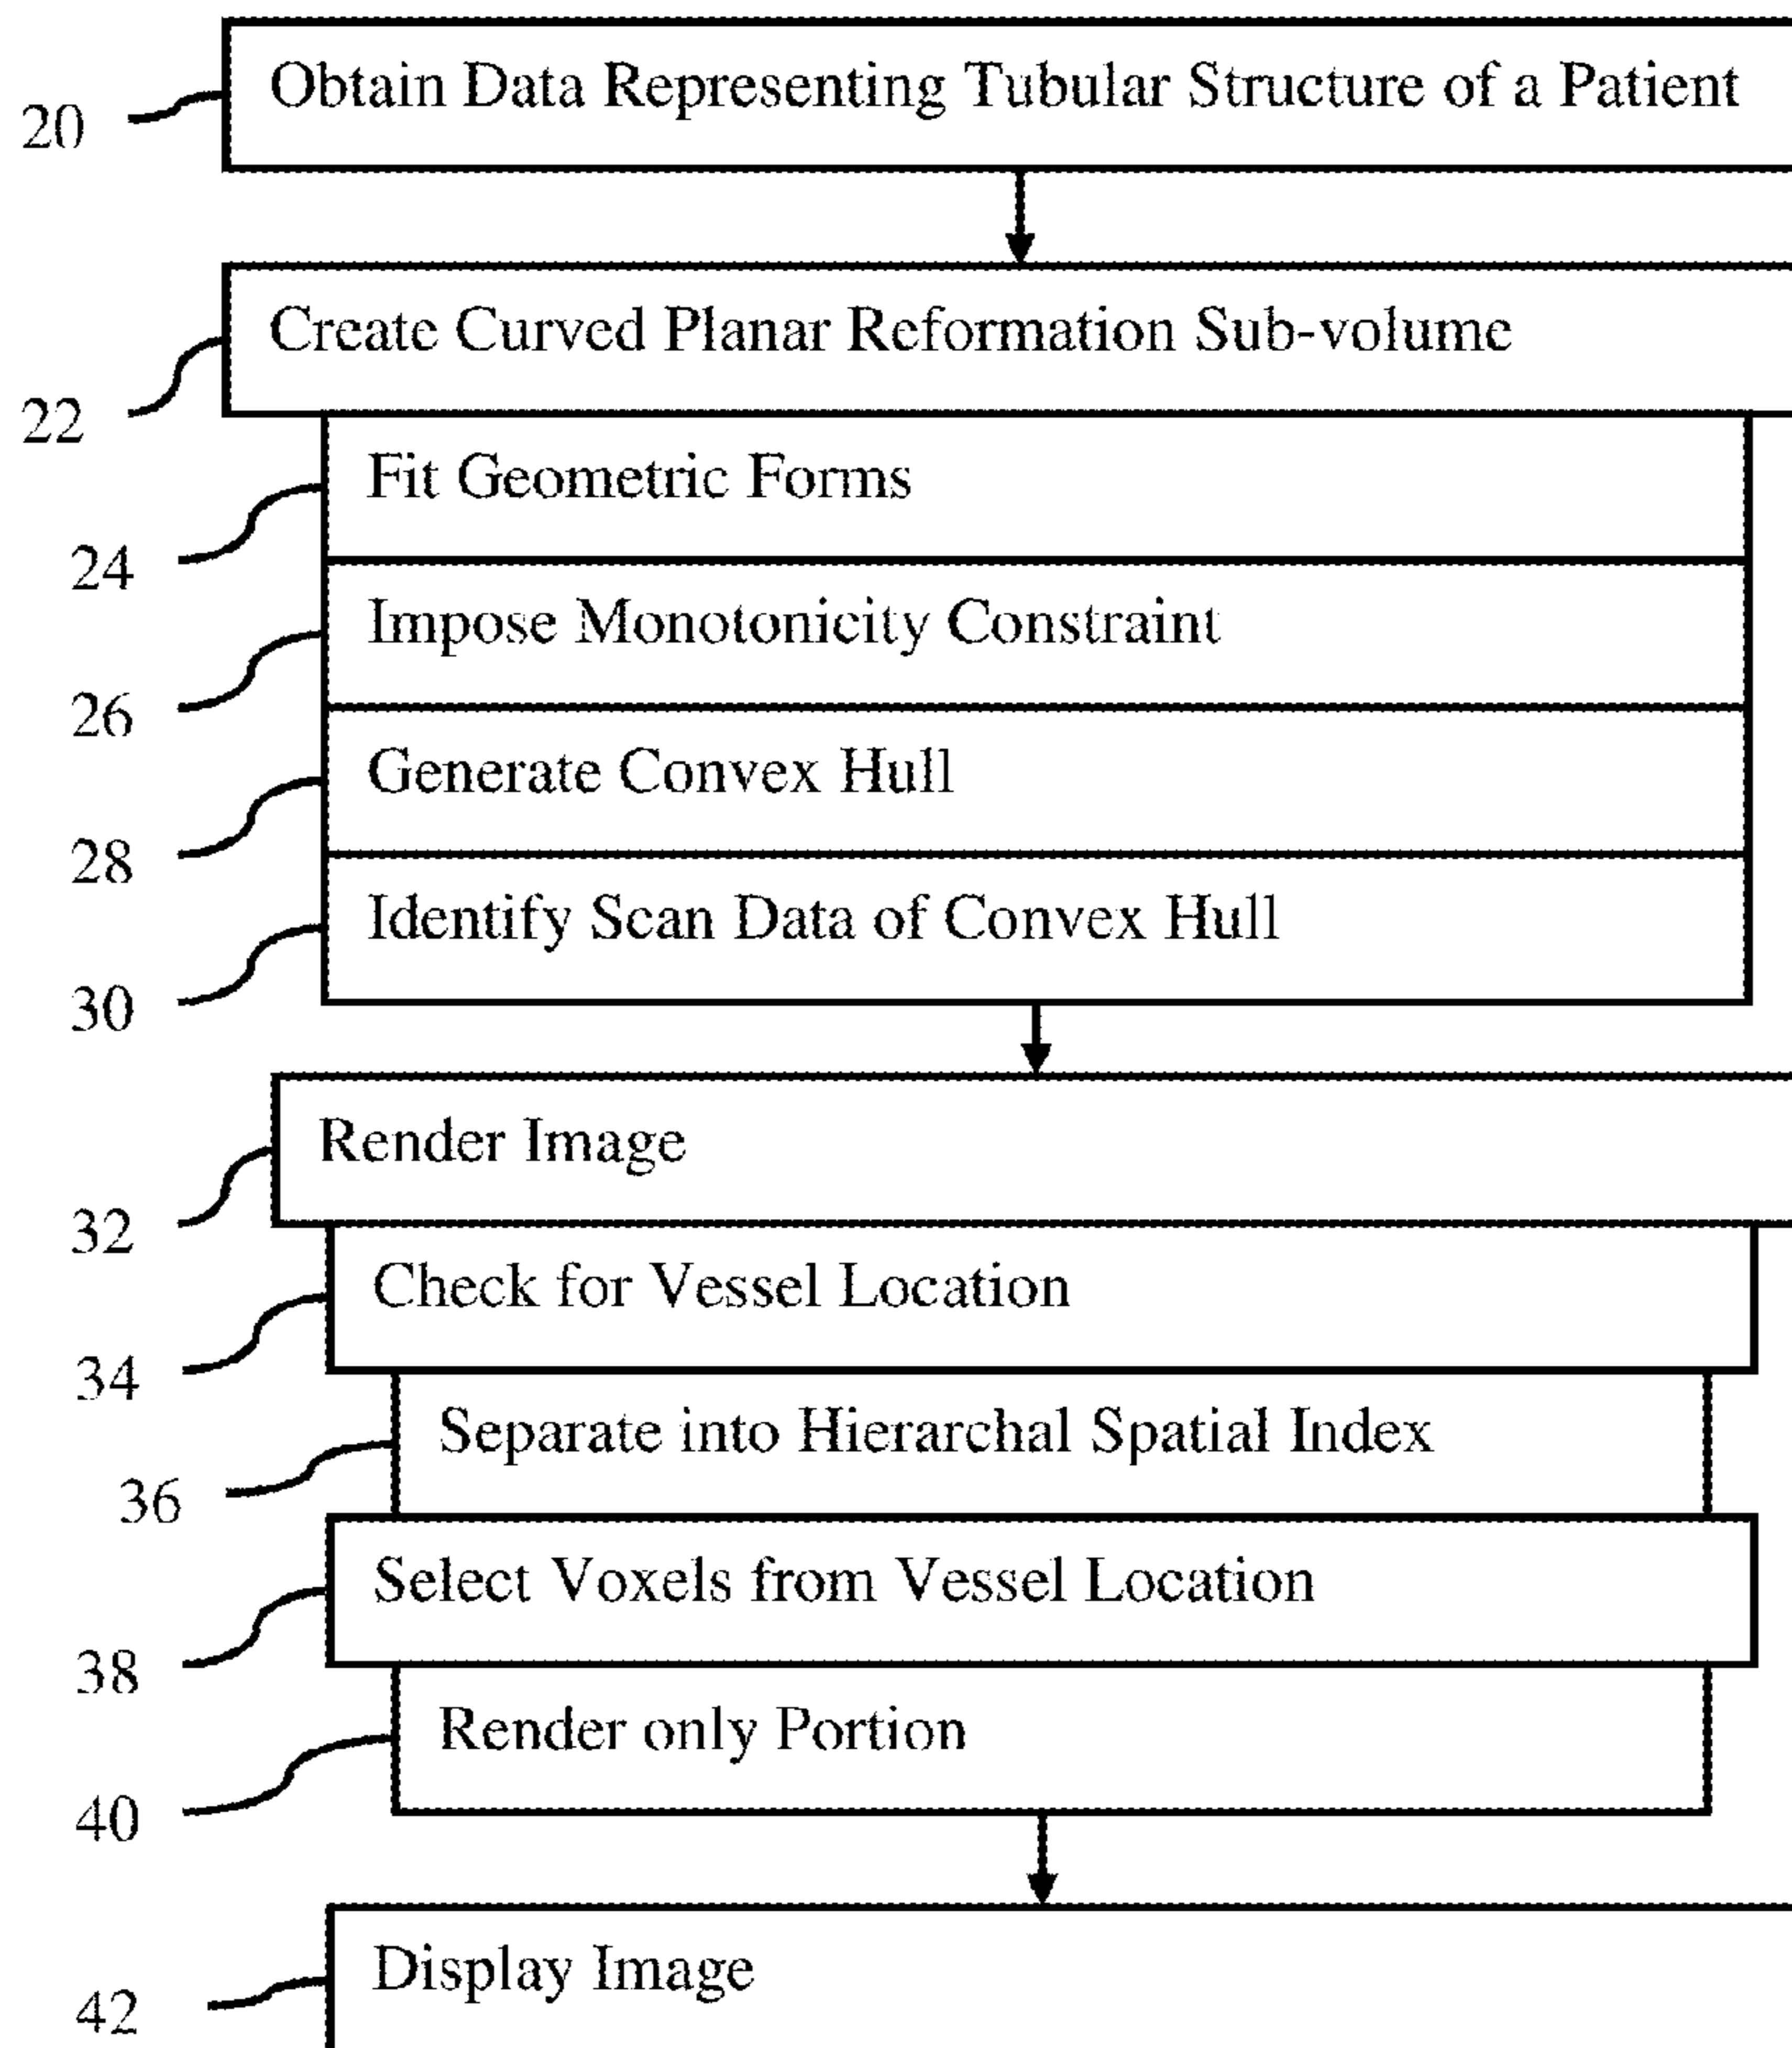 Obtain Data Representing Tubular Structure of a Patient
20
Create Curved Planar Reformation Sub-volume
22
Fit Geometric Forms
24
Impose Monotonicity Constraint
26
Generate Convex Hull
28
Identify Scan Data of Convex Hull
30
Render Image
32
Check for Vessel Location
34
Separate into Hierarchal Spatial Index
36
Select Voxels from Vessel Location
38
Render only Portion
40
Display Image
42